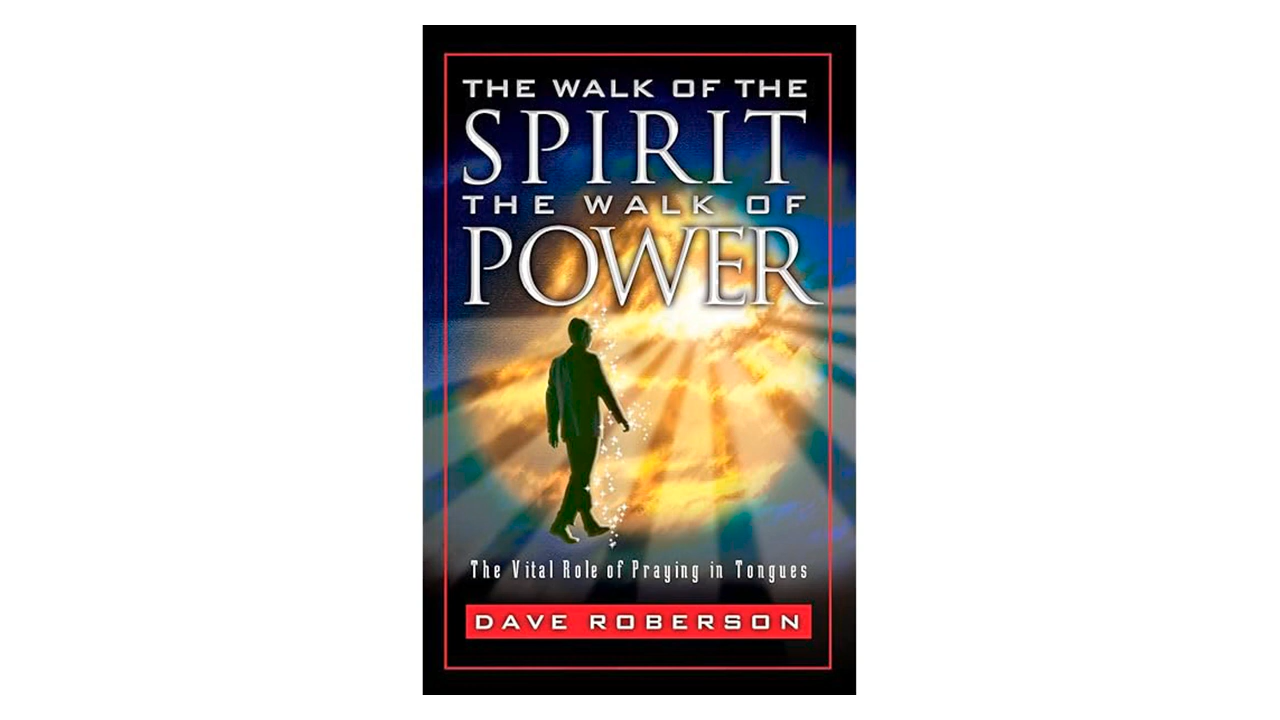 THE WALK OF THE
SPIRIT
THE WALK OF
POWER
The Vital Role of Praying in Tongues
DAVE ROBERSON